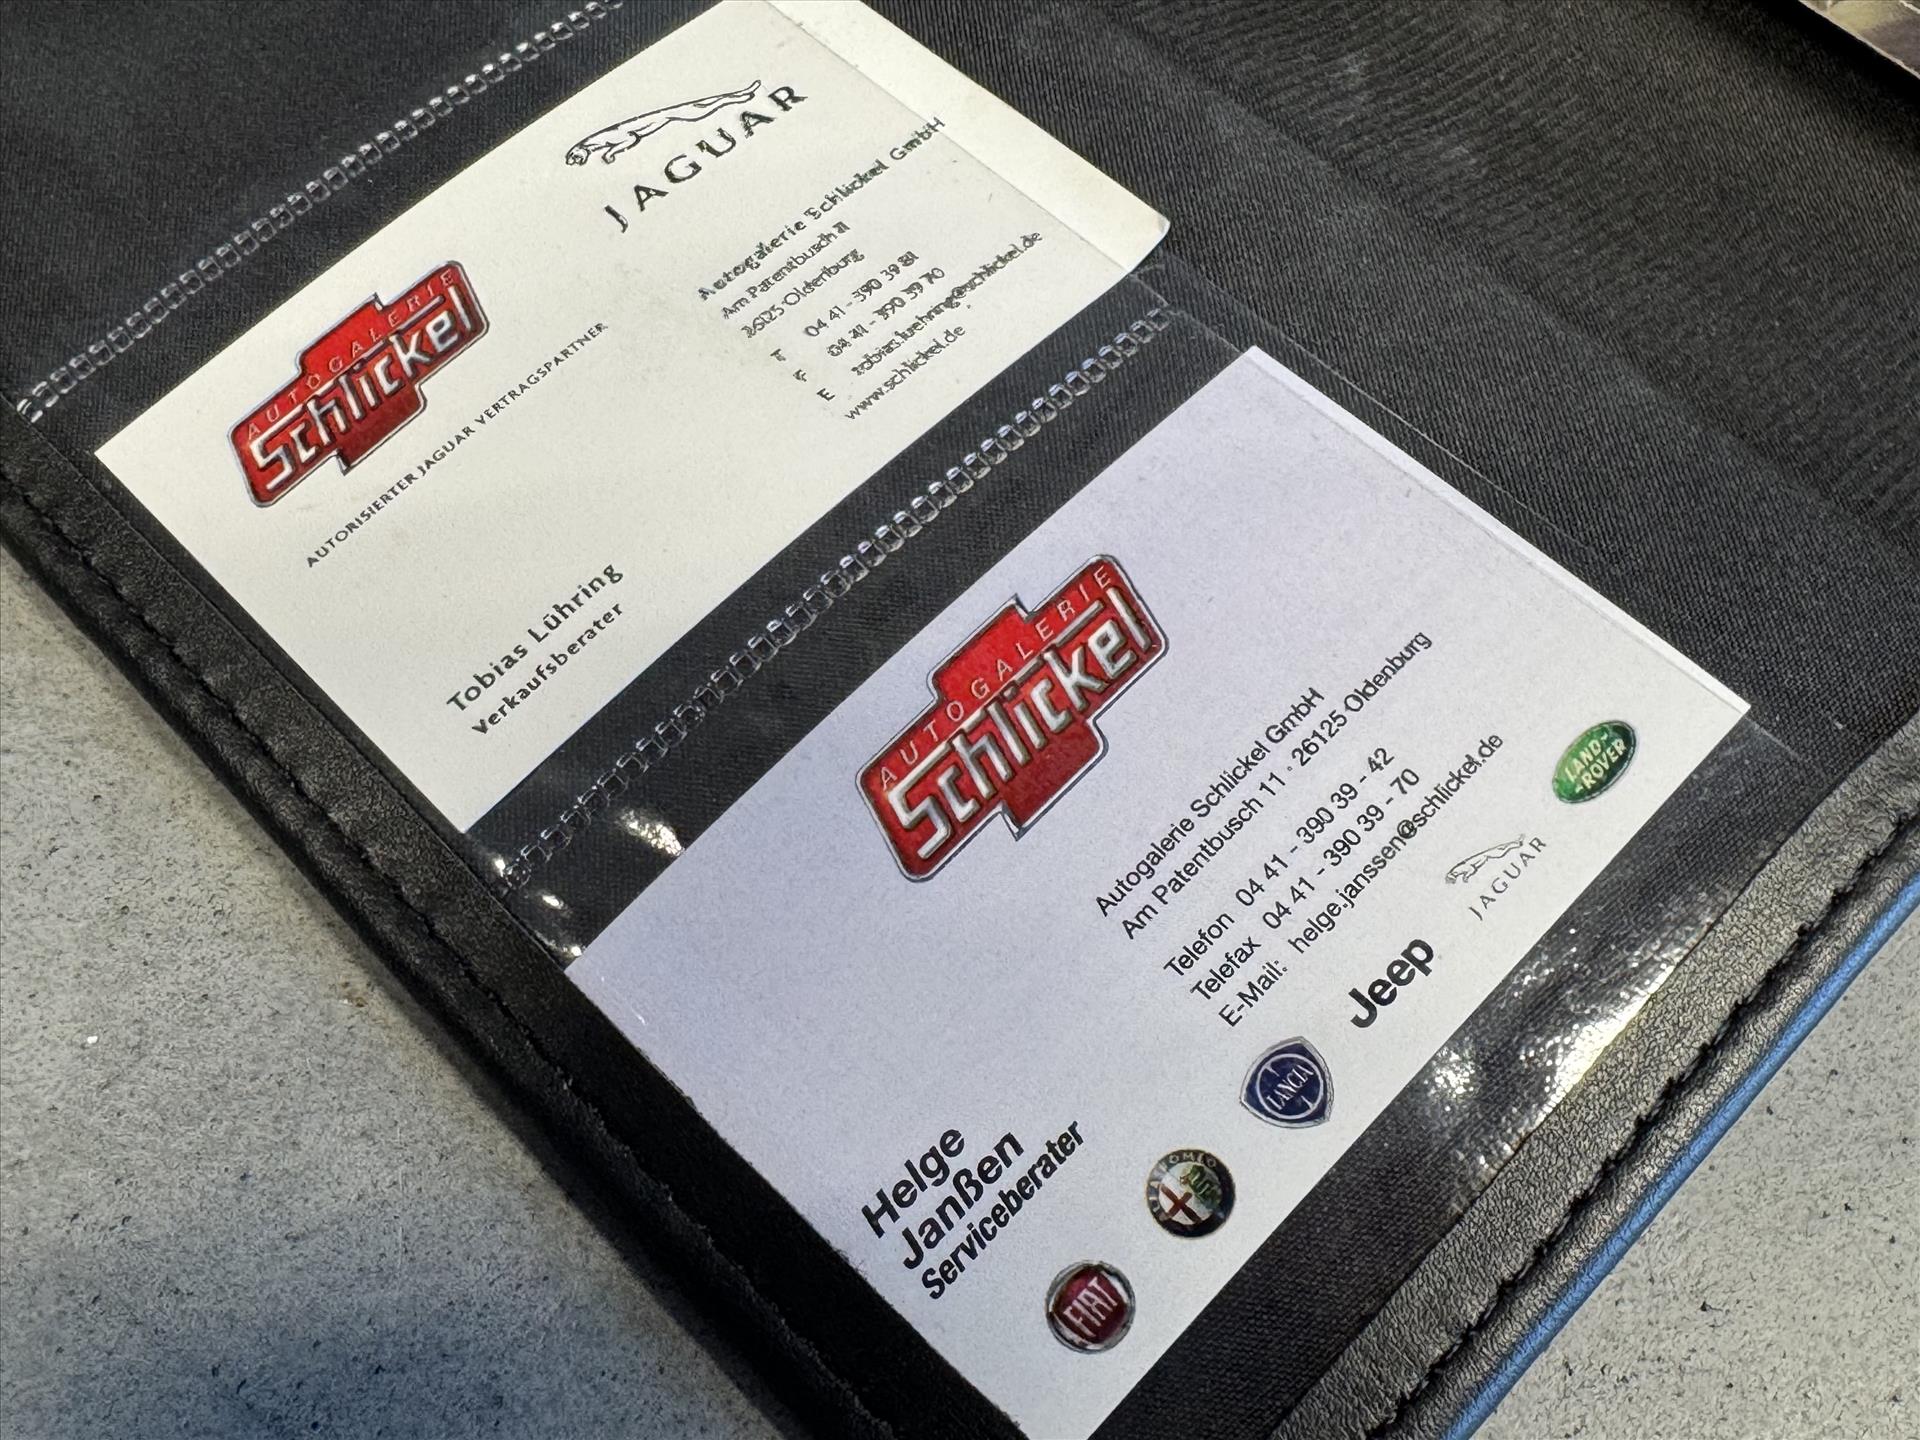 JAGUAR
AUTOGALERIE
Schlickel
AUTORISIERTER JAGUAR VERTRAGSPARTNER
Autogalerie Schlickel GmbH
Am Patentbusch 11
26125 Oldenburg
T 04 41 - 390 39 81
F 04 41 - 390 39 70
E tobias.luehring@schlickel.de
www.schlickel.de
Tobias Lühring
Verkaufsberater
AUTOGALERIE
Schlickel
Autogalerie Schlickel GmbH
Am Patentbusch 11 · 26125 Oldenburg
Telefon 04 41 - 390 39 - 42
Telefax 04 41 - 390 39 - 70
E-Mail: helge.janssen@schlickel.de
Helge
Janßen
Serviceberater
FIAT
ALFA ROMEO
LANCIA
Jeep
JAGUAR
LAND-
-ROVER